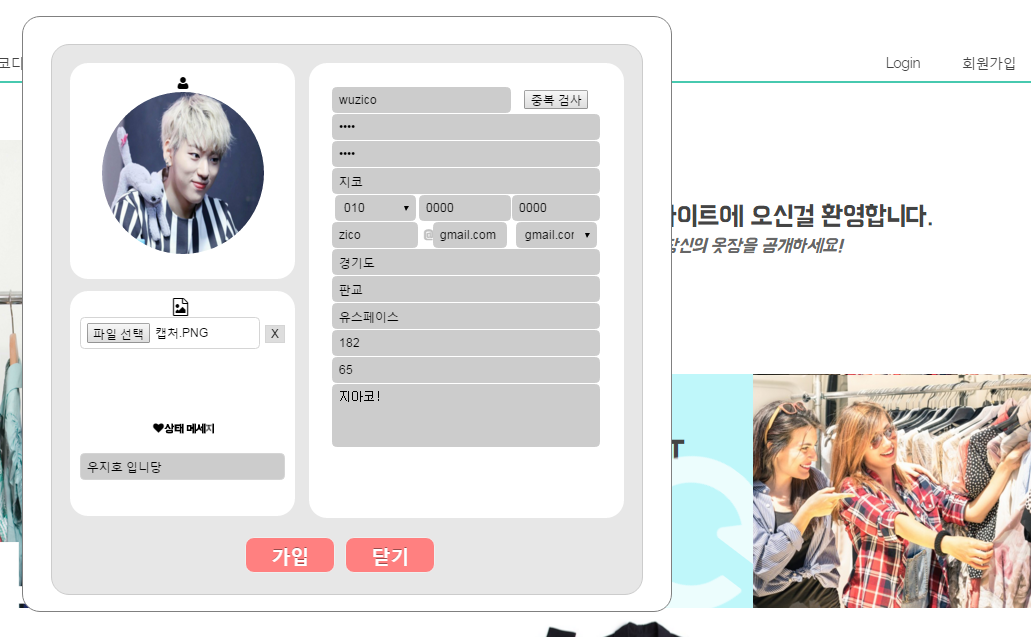 코디
Login
회원가입
wuzico
중복 검사
••••
••••
지코
010 ▼ 0000 0000
zico @ gmail.com gmail.cor ▼
경기도
판교
유스페이스
182
65
지마코!
파일 선택 캡처.PNG X
♥상태 메세지
우지호 입니당
가입 닫기
사이트에 오신걸 환영합니다.
당신의 옷장을 공개하세요!
T